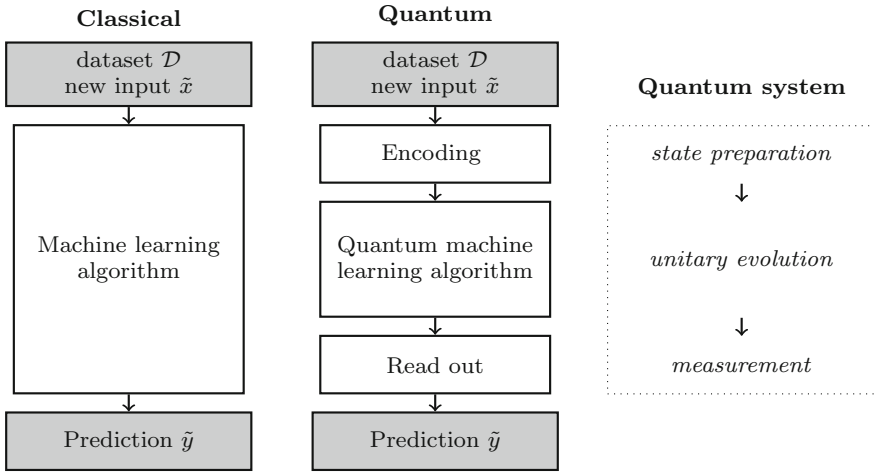 Classical
dataset 𝒟
new input x̃
Machine learning
algorithm
Prediction ỹ
Quantum
dataset 𝒟
new input x̃
Encoding
Quantum machine
learning algorithm
Read out
Prediction ỹ
Quantum system
state preparation
unitary evolution
measurement